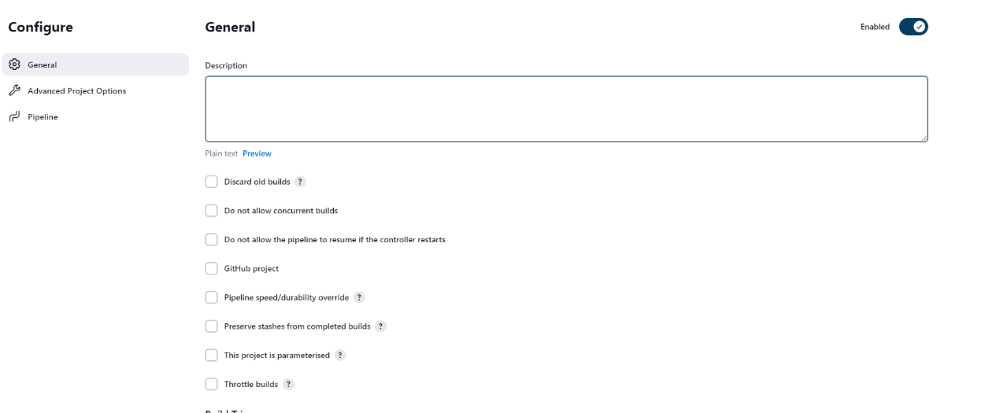 Configure
General
Advanced Project Options
Pipeline
General
Enabled
Description
Plain text Preview
Discard old builds ?
Do not allow concurrent builds
Do not allow the pipeline to resume if the controller restarts
GitHub project
Pipeline speed/durability override ?
Preserve stashes from completed builds ?
This project is parameterised ?
Throttle builds ?